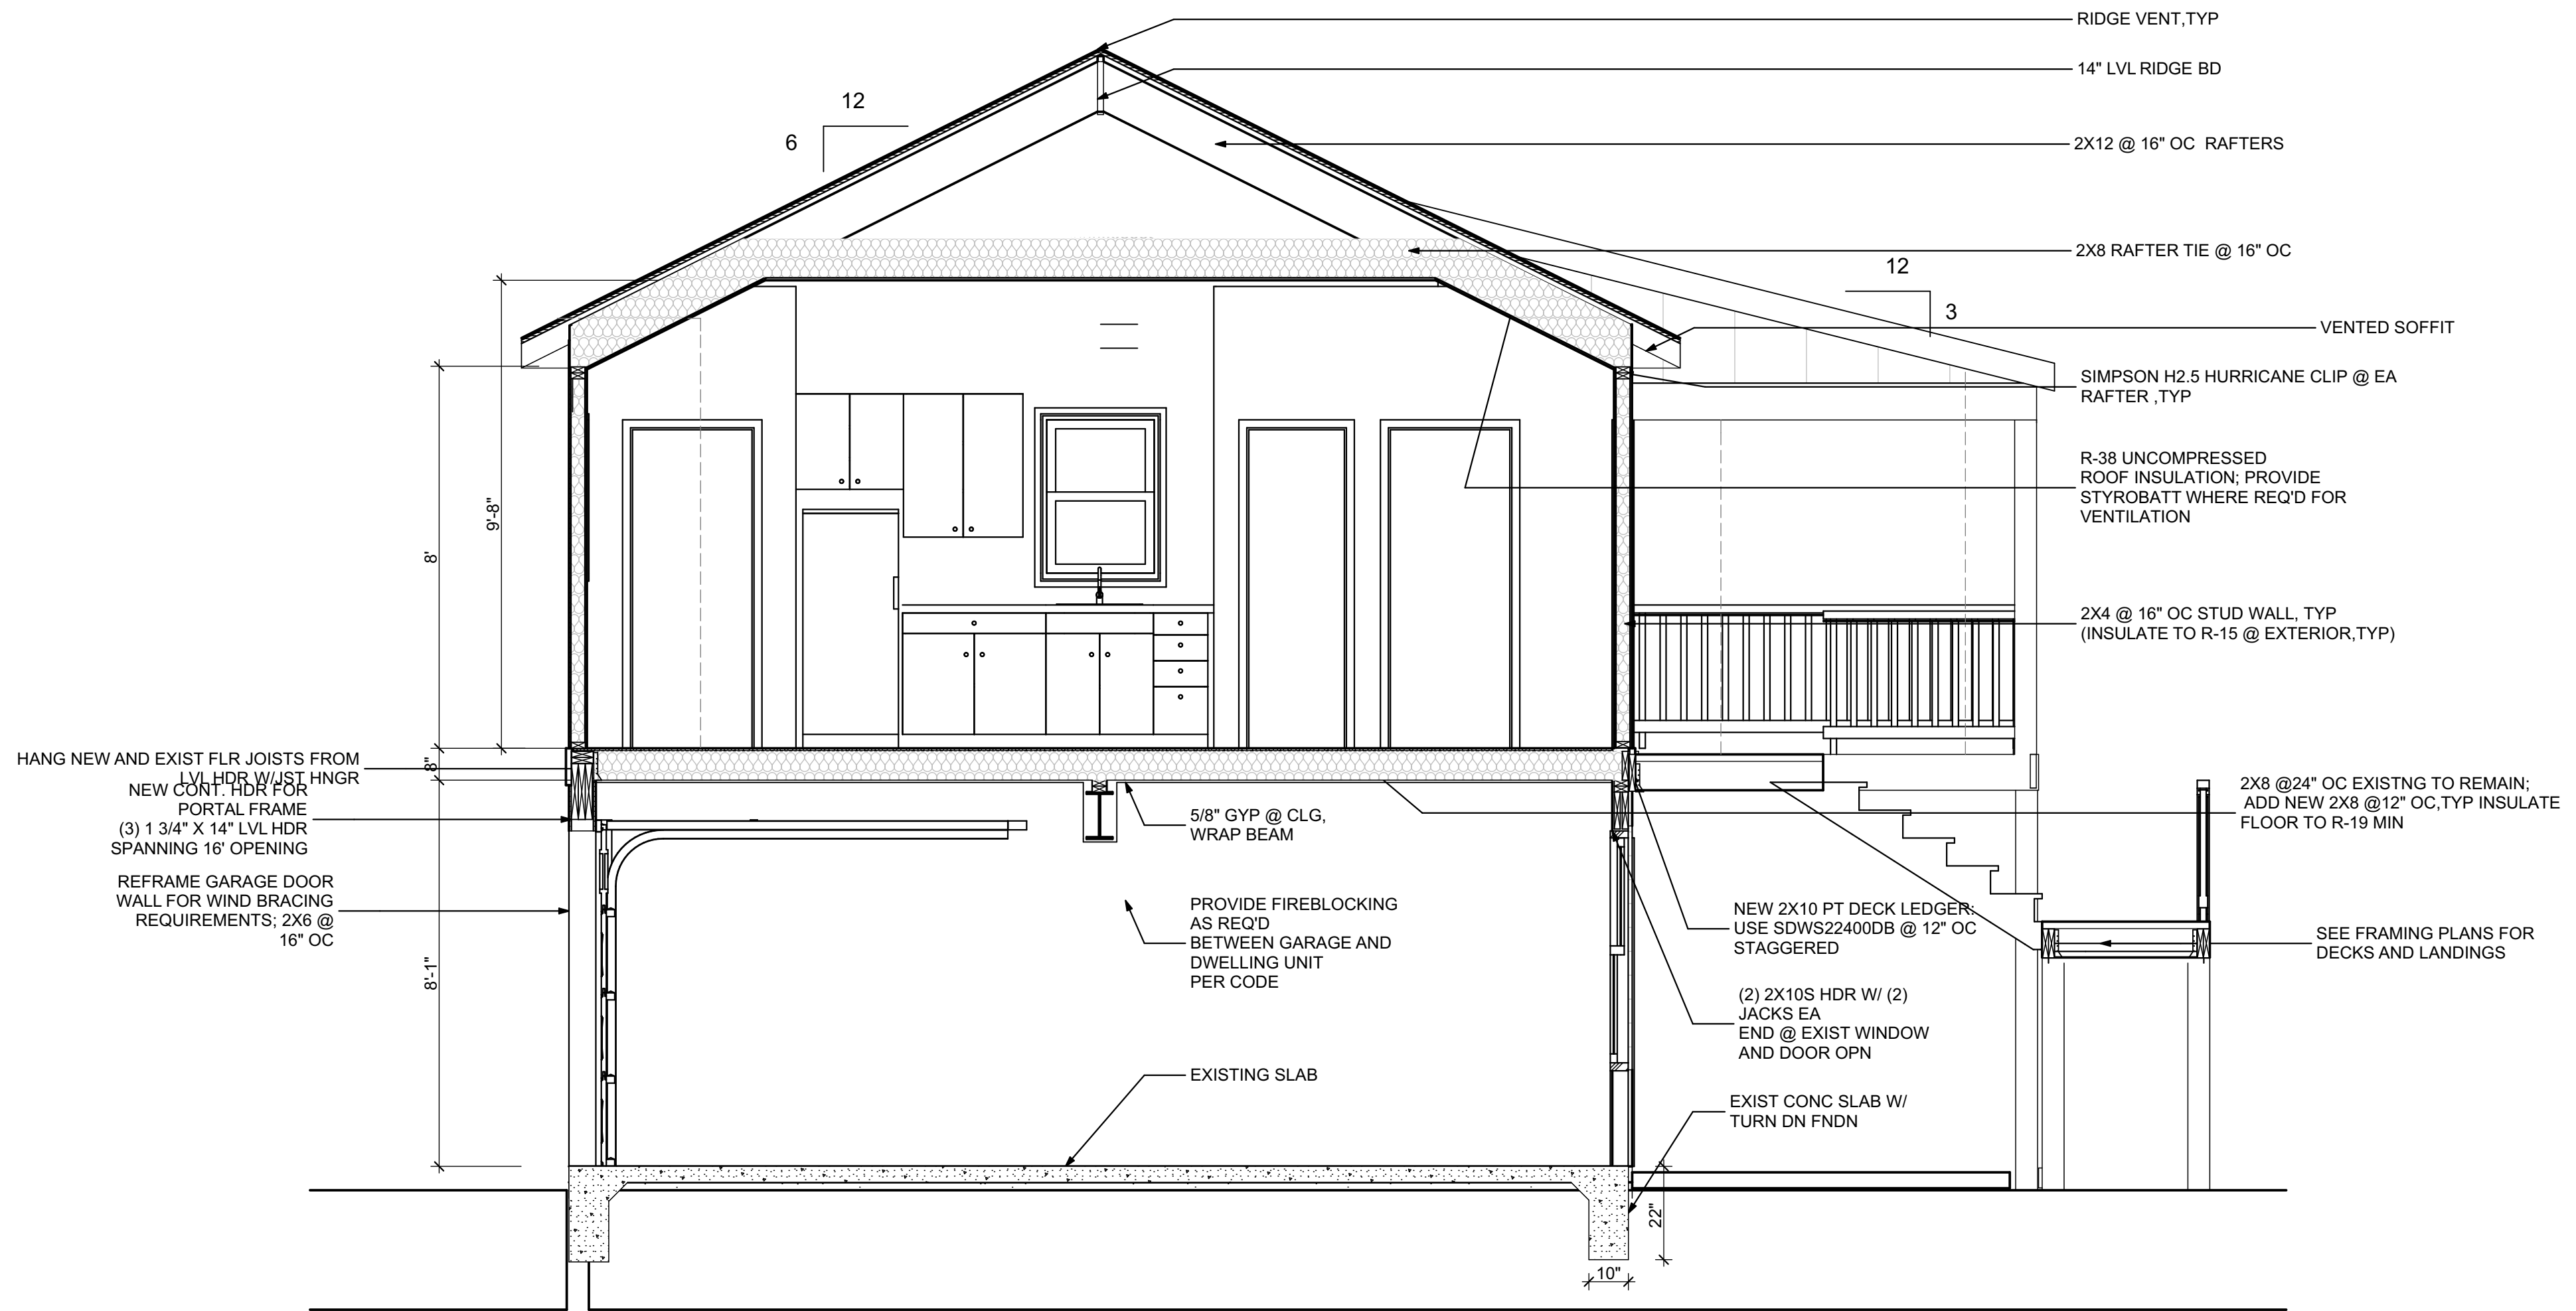 RIDGE VENT,TYP
14" LVL RIDGE BD
12
6
2X12 @ 16" OC  RAFTERS
2X8 RAFTER TIE @ 16" OC
12
3
VENTED SOFFIT
SIMPSON H2.5 HURRICANE CLIP @ EA
RAFTER ,TYP
R-38 UNCOMPRESSED
ROOF INSULATION; PROVIDE
STYROBATT WHERE REQ'D FOR
VENTILATION
9'-8"
8'
2X4 @ 16" OC STUD WALL, TYP
(INSULATE TO R-15 @ EXTERIOR,TYP)
HANG NEW AND EXIST FLR JOISTS FROM
LVL HDR W/JST HNGR
8"
NEW CONT. HDR FOR
PORTAL FRAME
(3) 1 3/4" X 14" LVL HDR
SPANNING 16' OPENING
5/8" GYP @ CLG,
WRAP BEAM
2X8 @24" OC EXISTNG TO REMAIN;
ADD NEW 2X8 @12" OC,TYP INSULATE
FLOOR TO R-19 MIN
REFRAME GARAGE DOOR
WALL FOR WIND BRACING
REQUIREMENTS; 2X6 @
16" OC
PROVIDE FIREBLOCKING
AS REQ'D
BETWEEN GARAGE AND
DWELLING UNIT
PER CODE
NEW 2X10 PT DECK LEDGER:
USE SDWS22400DB @ 12" OC
STAGGERED
SEE FRAMING PLANS FOR
DECKS AND LANDINGS
8'-1"
(2) 2X10S HDR W/ (2)
JACKS EA
END @ EXIST WINDOW
AND DOOR OPN
EXISTING SLAB
EXIST CONC SLAB W/
TURN DN FNDN
22"
10"